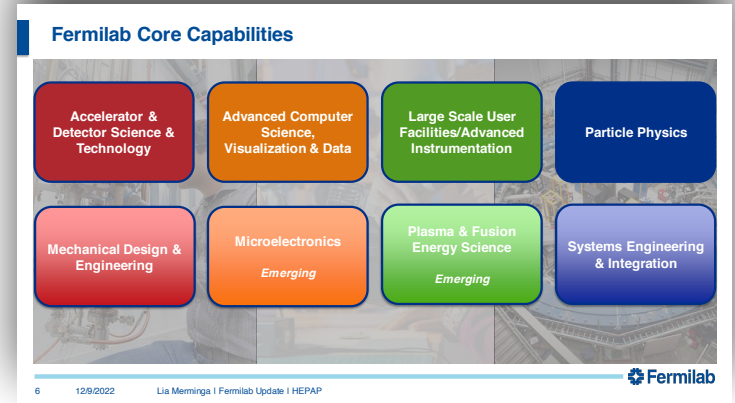 Fermilab Core Capabilities
Accelerator &
Detector Science &
Technology
Advanced Computer
Science,
Visualization & Data
Large Scale User
Facilities/Advanced
Instrumentation
Particle Physics
Mechanical Design &
Engineering
Microelectronics
Emerging
Plasma & Fusion
Energy Science
Emerging
Systems Engineering
& Integration
Fermilab
6 12/9/2022 Lia Merminga | Fermilab Update | HEPAP